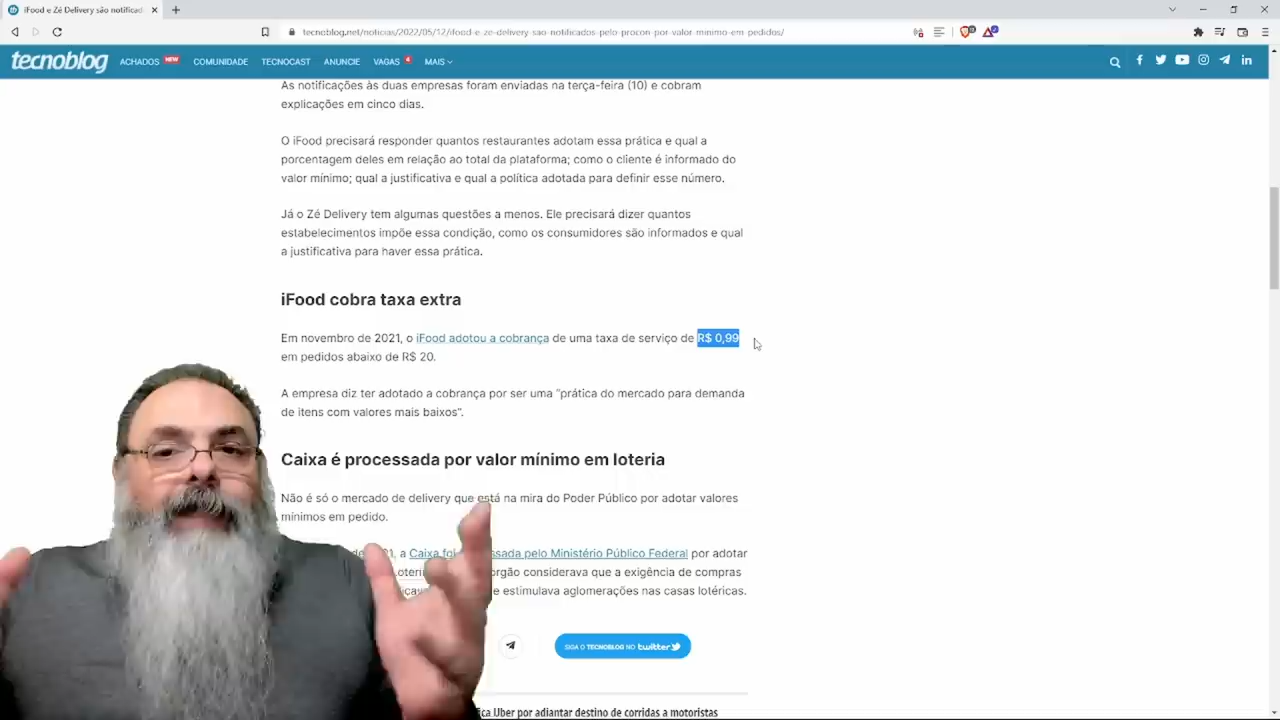 iFood e Zé Delivery são notificad
tecnoblog.net/noticias/2022/05/12/ifood-e-ze-delivery-sao-notificados-pelo-procon-por-valor-minimo-em-pedidos/
tecnoblog ACHADOS NEW COMUNIDADE TECNOCAST ANUNCIE VAGAS 4 MAIS
As notificações às duas empresas foram enviadas na terça-feira (10) e cobram
explicações em cinco dias.
O iFood precisará responder quantos restaurantes adotam essa prática e qual a
porcentagem deles em relação ao total da plataforma; como o cliente é informado do
valor mínimo; qual a justificativa e qual a política adotada para definir esse número.
Já o Zé Delivery tem algumas questões a menos. Ele precisará dizer quantos
estabelecimentos impõe essa condição, como os consumidores são informados e qual
a justificativa para haver essa prática.
iFood cobra taxa extra
Em novembro de 2021, o iFood adotou a cobrança de uma taxa de serviço de R$ 0,99
em pedidos abaixo de R$ 20.
A empresa diz ter adotado a cobrança por ser uma “prática do mercado para demanda
de itens com valores mais baixos”.
Caixa é processada por valor mínimo em loteria
Não é só o mercado de delivery que está na mira do Poder Público por adotar valores
mínimos em pedido.
a Caixa ssada pelo Ministério Público Federal por adotar
órgão considerava que a exigência de compras
e estimulava aglomerações nas casas lotéricas.
SIGA O TECNOBLOG NO twitter
ica Uber por adiantar destino de corridas a motoristas